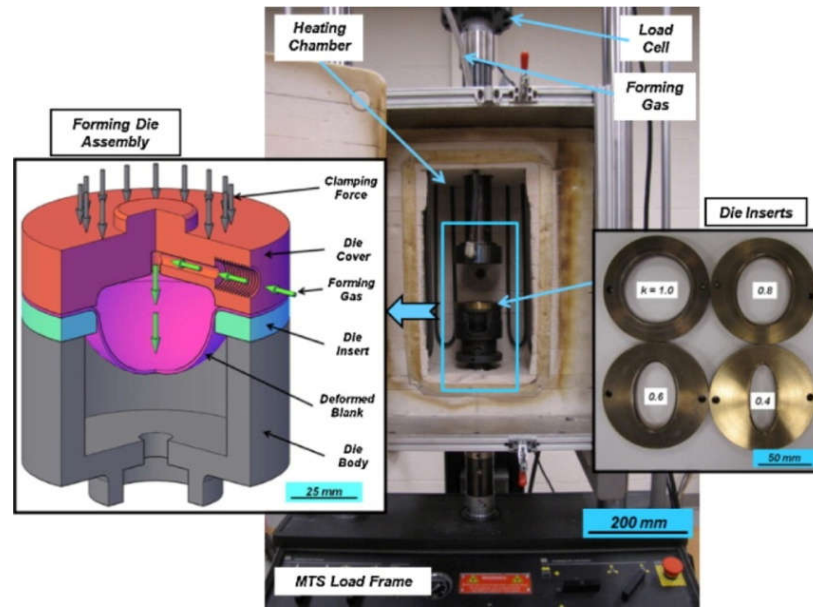 Heating
Chamber
Load
Cell
Forming
Gas
Forming Die
Assembly
Clamping
Force
Die
Cover
Forming
Gas
Die
Insert
Deformed
Blank
Die
Body
25 mm
Die Inserts
k = 1.0
0.8
0.6
0.4
50 mm
200 mm
MTS Load Frame